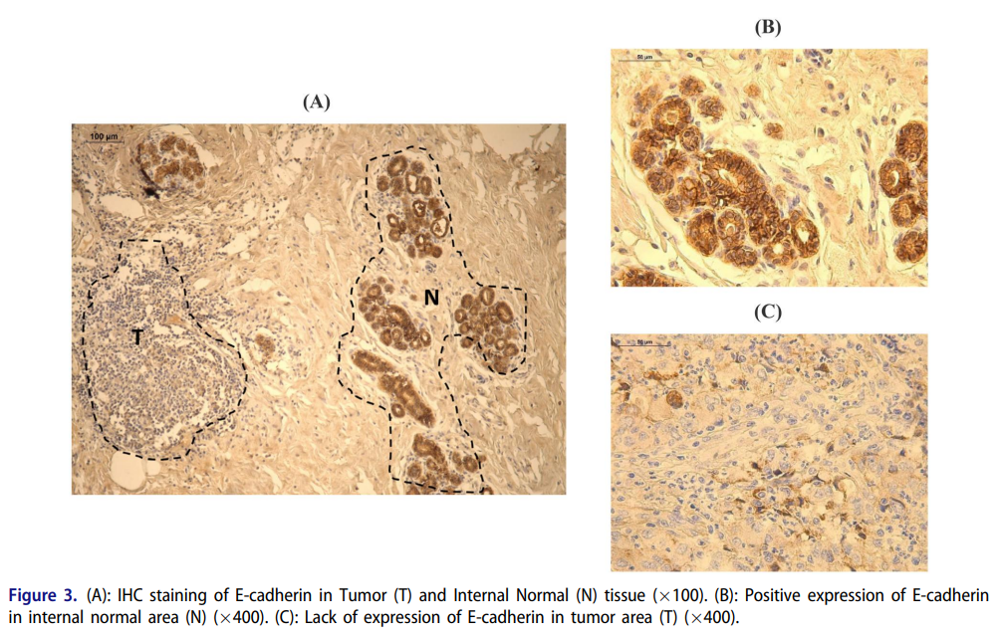 (A)
100 µm
T
N
(B)
50 µm
(C)
50 µm
Figure 3. (A): IHC staining of E-cadherin in Tumor (T) and Internal Normal (N) tissue (×100). (B): Positive expression of E-cadherin
in internal normal area (N) (×400). (C): Lack of expression of E-cadherin in tumor area (T) (×400).